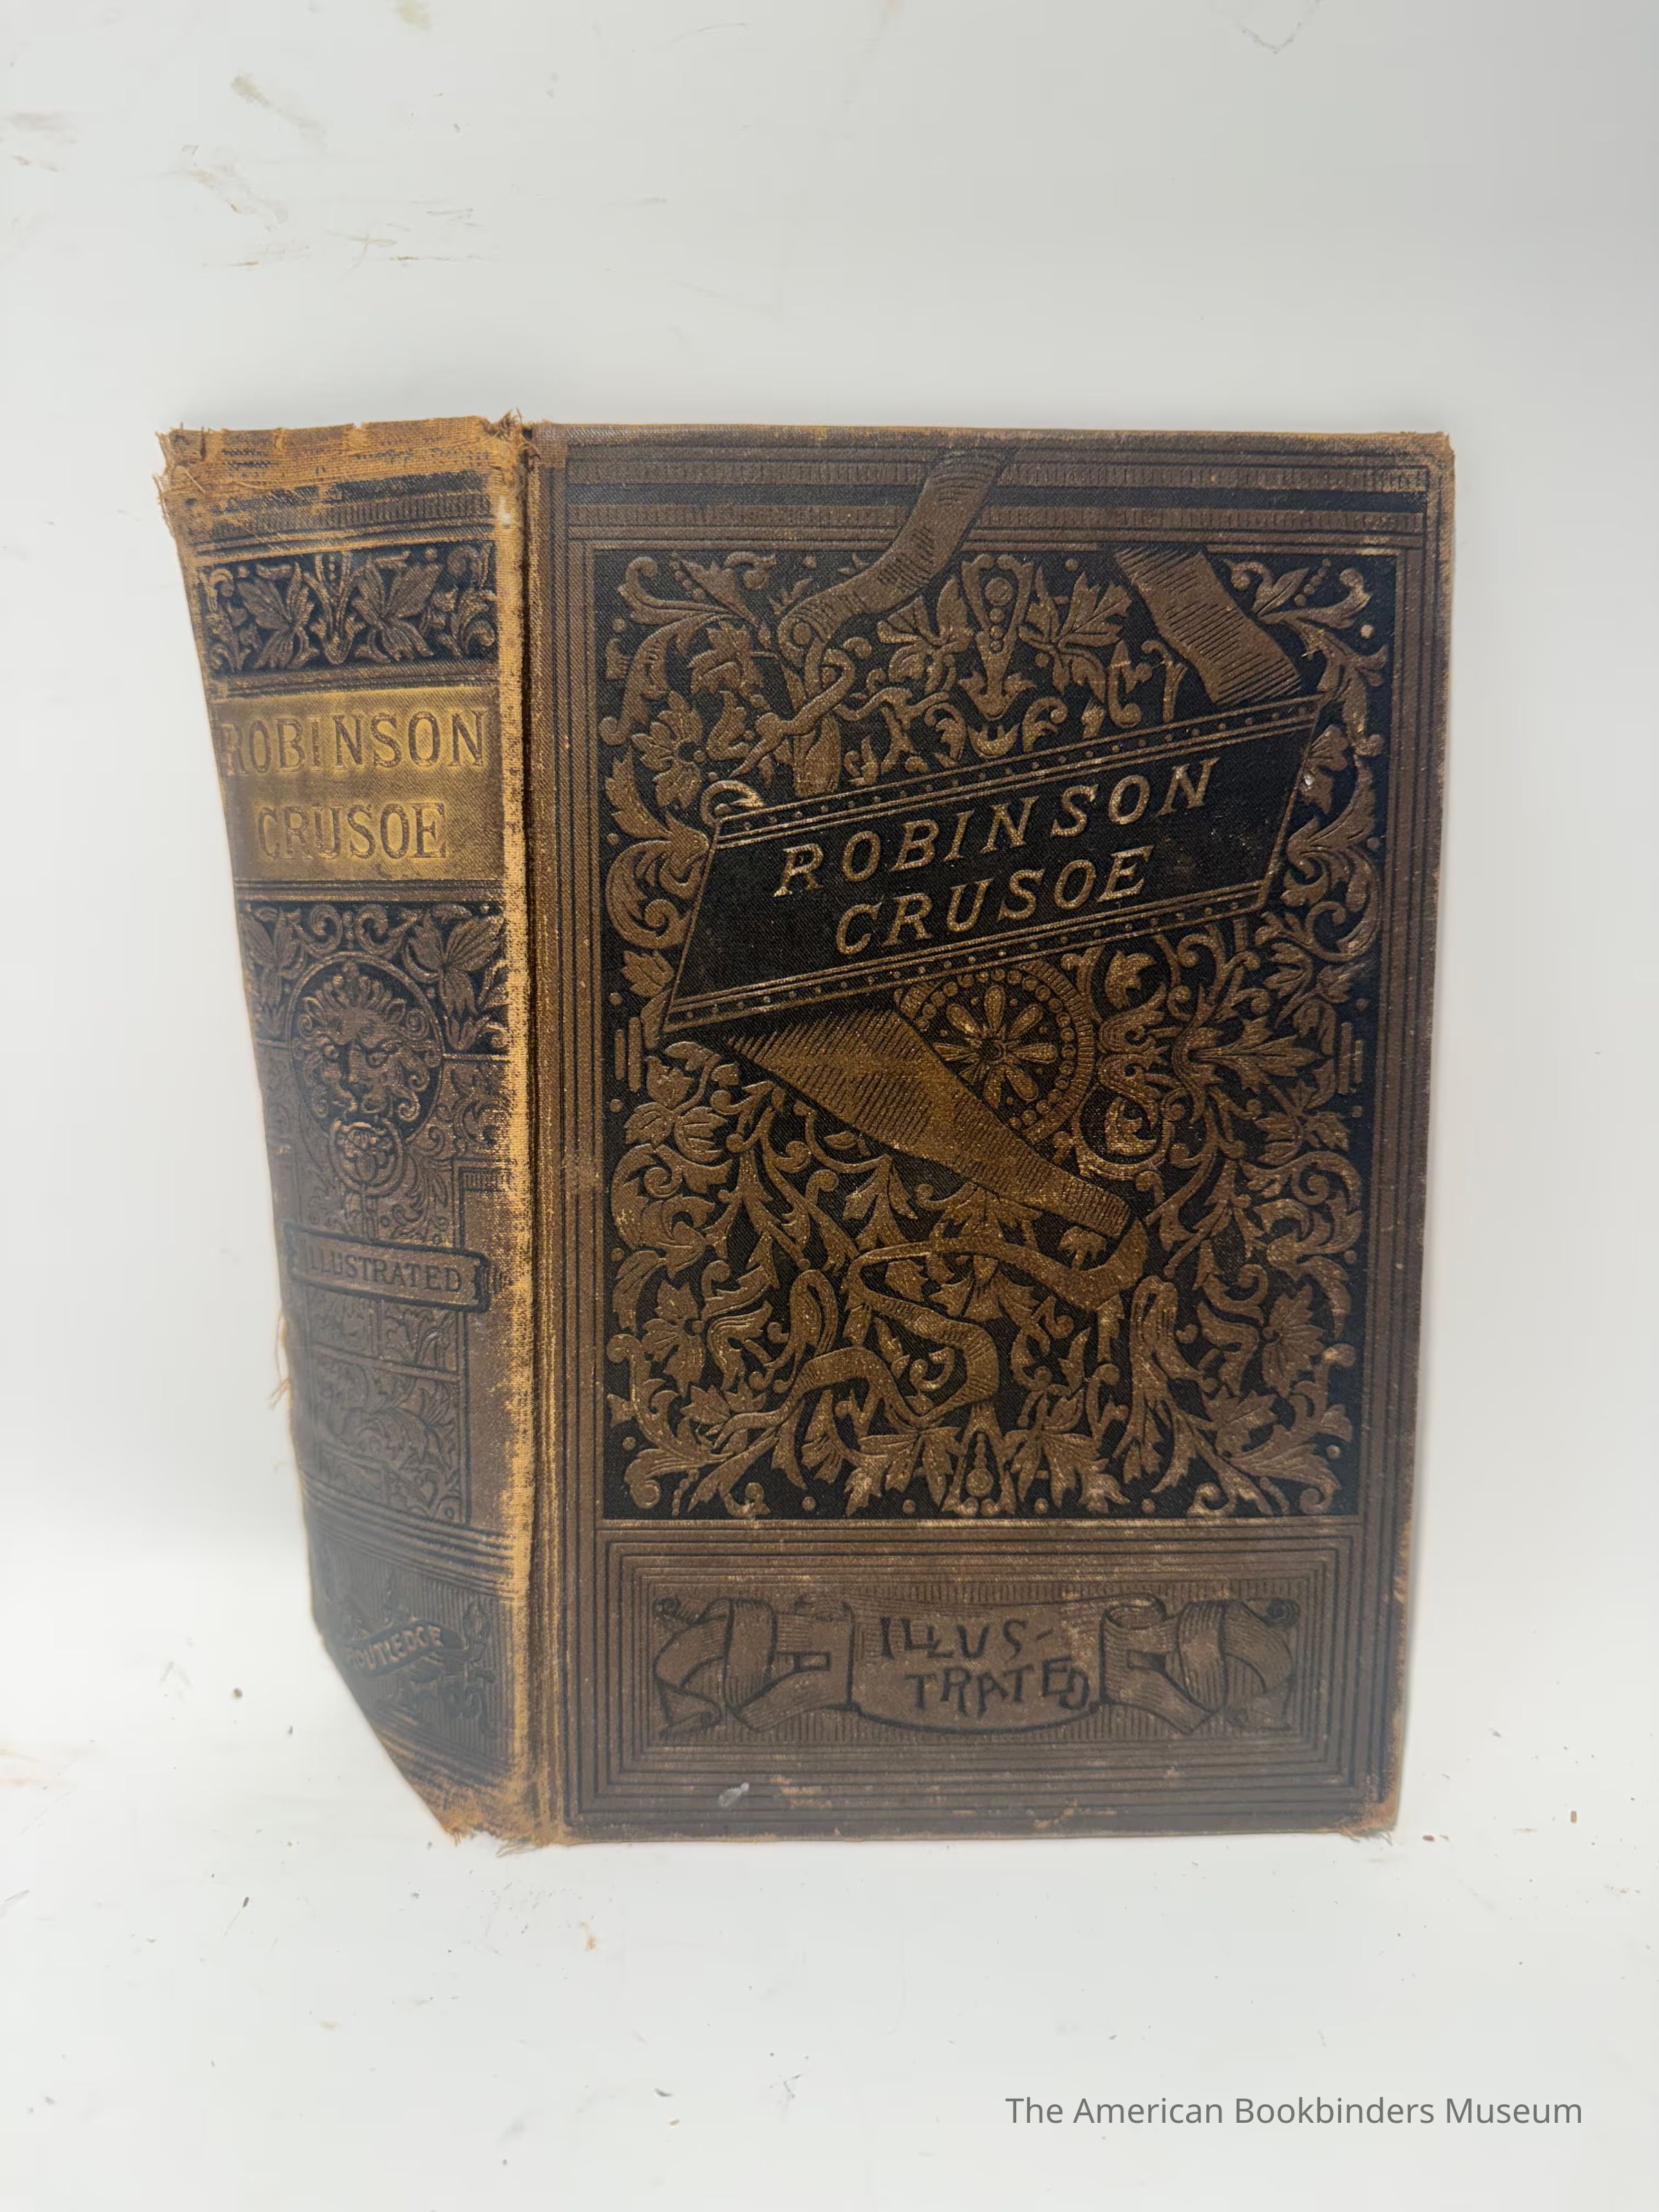 ROBINSON
CRUSOE
ILLUSTRATED
ROUTLEDGE
ROBINSON
CRUSOE
ILLUS-
TRATED.
The American Bookbinders Museum